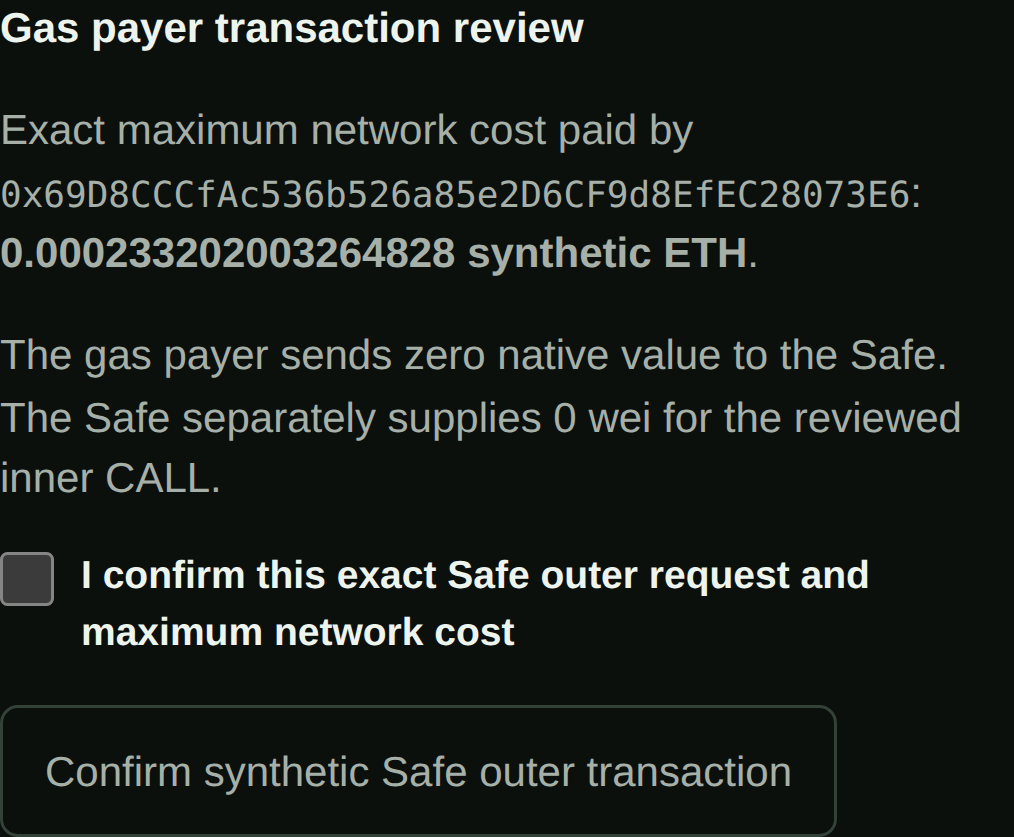 Gas payer transaction review
Exact maximum network cost paid by
0x69D8CCCfAc536b526a85e2D6CF9d8EfEC28073E6:
0.000233202003264828 synthetic ETH.
The gas payer sends zero native value to the Safe.
The Safe separately supplies 0 wei for the reviewed
inner CALL.
I confirm this exact Safe outer request and
maximum network cost
Confirm synthetic Safe outer transaction